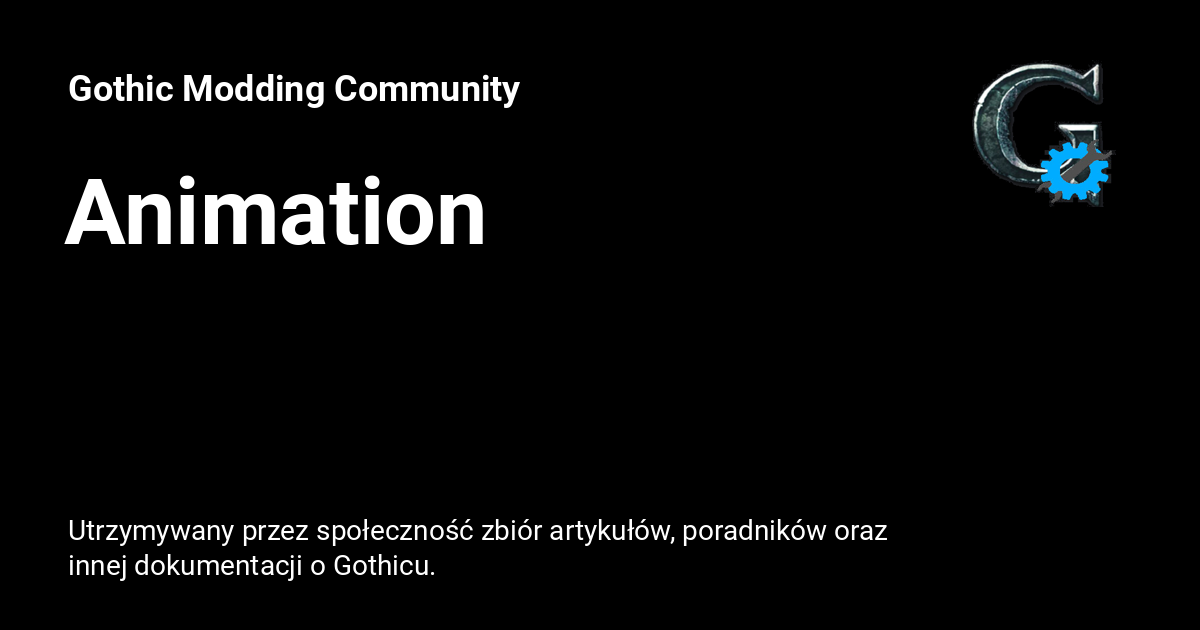 Gothic Modding Community
G
Animation
Utrzymywany przez społeczność zbiór artykułów, poradników oraz
innej dokumentacji o Gothicu.